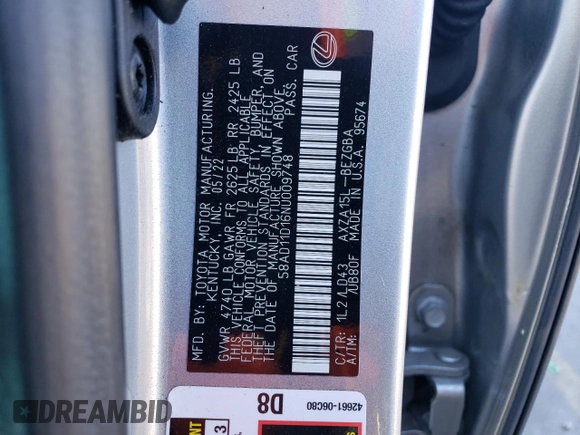 MFD. BY: TOYOTA MOTOR MANUFACTURING.
KENTUCKY, INC. 05/22
GVWR 4740 LB GAWR FR 2625 LB RR 2425 LB
THIS VEHICLE CONFORMS TO ALL APPLICABLE
FEDERAL MOTOR VEHICLE SAFETY, BUMPER, AND
THEFT PREVENTION STANDARDS IN EFFECT ON
THE DATE OF MANUFACTURE SHOWN ABOVE.
58AD11D16NU009748 PASS. CAR
C/TR: 1L2 /LD43 AXZA15L-BEZGBA
A/TM: /UB80F MADE IN U.S.A. 95674
D8
42661-06C80
3
DREAMBID